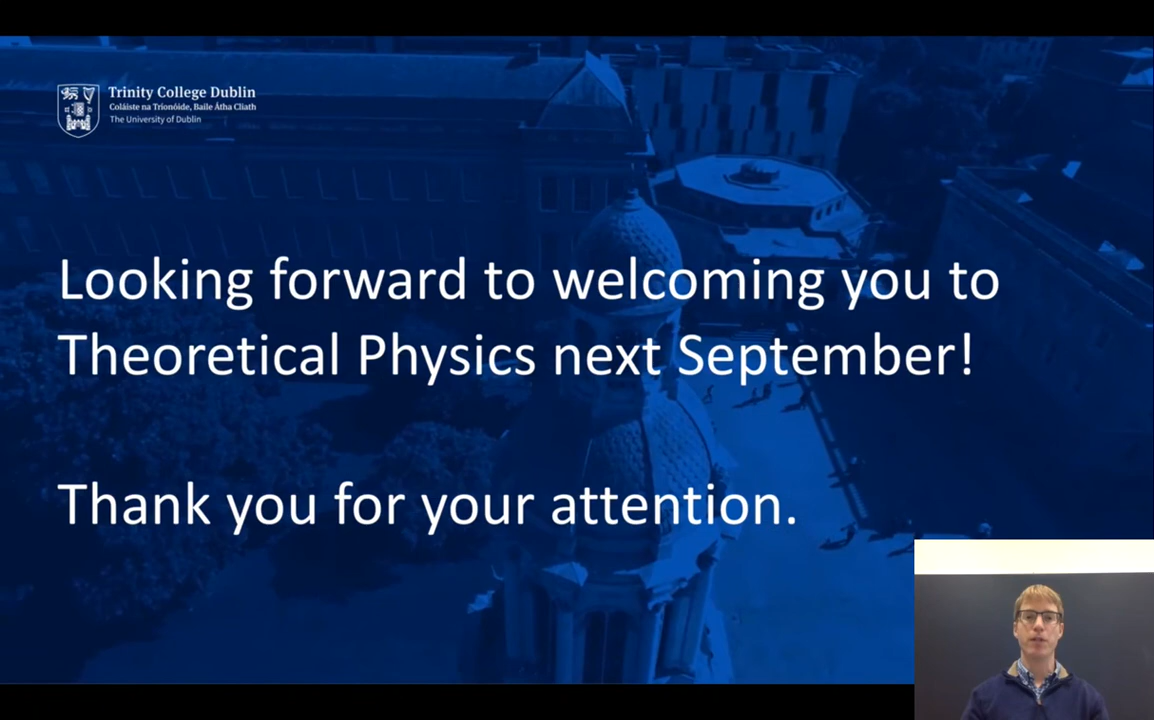 Trinity College Dublin
Coláiste na Tríonóide, Baile Átha Cliath
The University of Dublin
Looking forward to welcoming you to
Theoretical Physics next September!
Thank you for your attention.